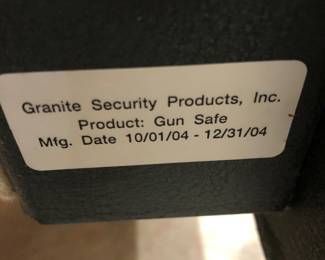 Granite Security Products, Inc.
Product: Gun Safe
Mfg. Date 10/01/04 - 12/31/04